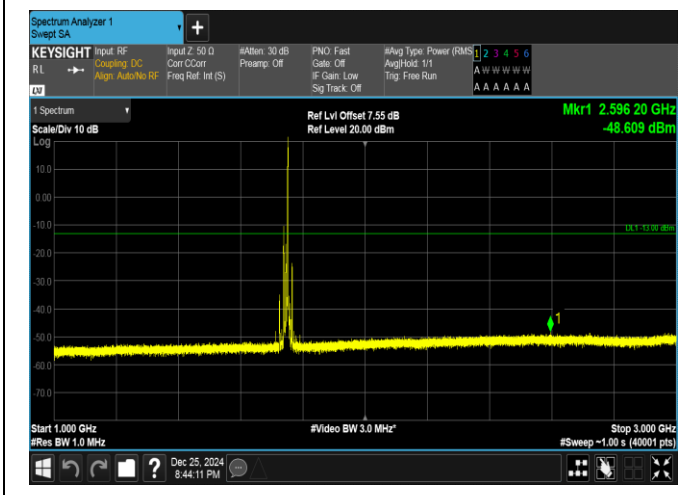 Spectrum Analyzer 1
Swept SA
KEYSIGHT
RL
LXI
Input: RF
Coupling: DC
Align: Auto/No RF
Input Z: 50 Ω
Corr CCorr
Freq Ref: Int (S)
#Atten: 30 dB
Preamp: Off
PNO: Fast
Gate: Off
IF Gain: Low
Sig Track: Off
#Avg Type: Power (RMS
Avg|Hold: 1/1
Trig: Free Run
1 2 3 4 5 6
A W W W W W
A A A A A A
1 Spectrum
Scale/Div 10 dB
Log
Ref Lvl Offset 7.55 dB
Ref Level 20.00 dBm
Mkr1 2.596 20 GHz
-48.609 dBm
10.0
0.00
-10.0
DL1 -13.00 dBm
-20.0
-30.0
-40.0
1
-50.0
-60.0
-70.0
Start 1.000 GHz
#Res BW 1.0 MHz
#Video BW 3.0 MHz*
Stop 3.000 GHz
#Sweep ~1.00 s (40001 pts)
Dec 25, 2024
8:44:11 PM